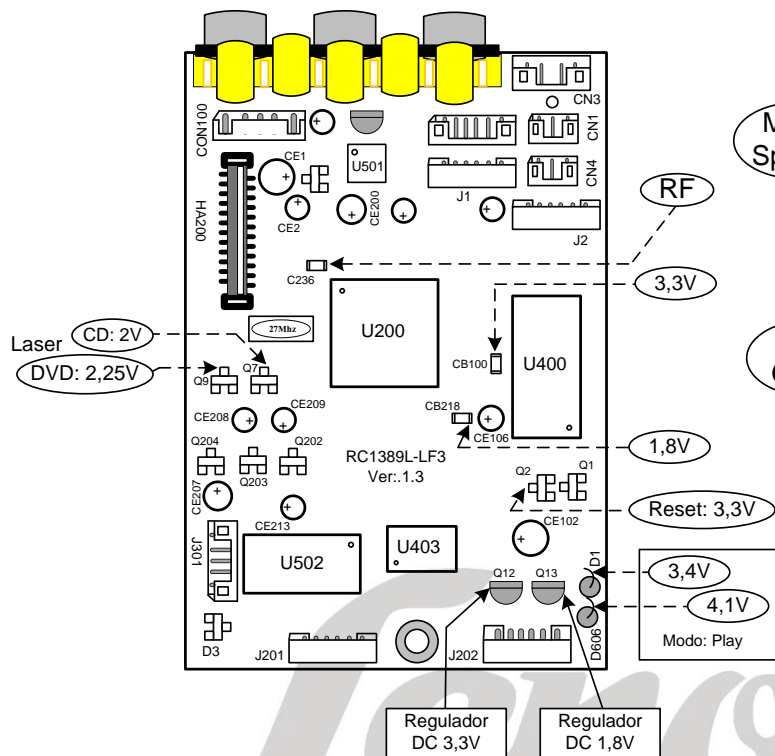 CN3
CON100
CE1
U501
CN1
CN4
J1
J2
HA200
CE2
CE200
RF
C236
3,3V
27Mhz
U200
U400
CB100
Laser
CD: 2V
DVD: 2,25V
Q9
Q7
CE208
CE209
CB218
CE106
1,8V
Q204
Q203
Q202
RC1389L-LF3
Ver:.1.3
Q2
Q1
Reset: 3,3V
CE207
CE213
CE102
J301
U502
U403
Q12
Q13
D1
3,4V
4,1V
D606
Modo: Play
D3
J201
J202
Regulador
DC 3,3V
Regulador
DC 1,8V